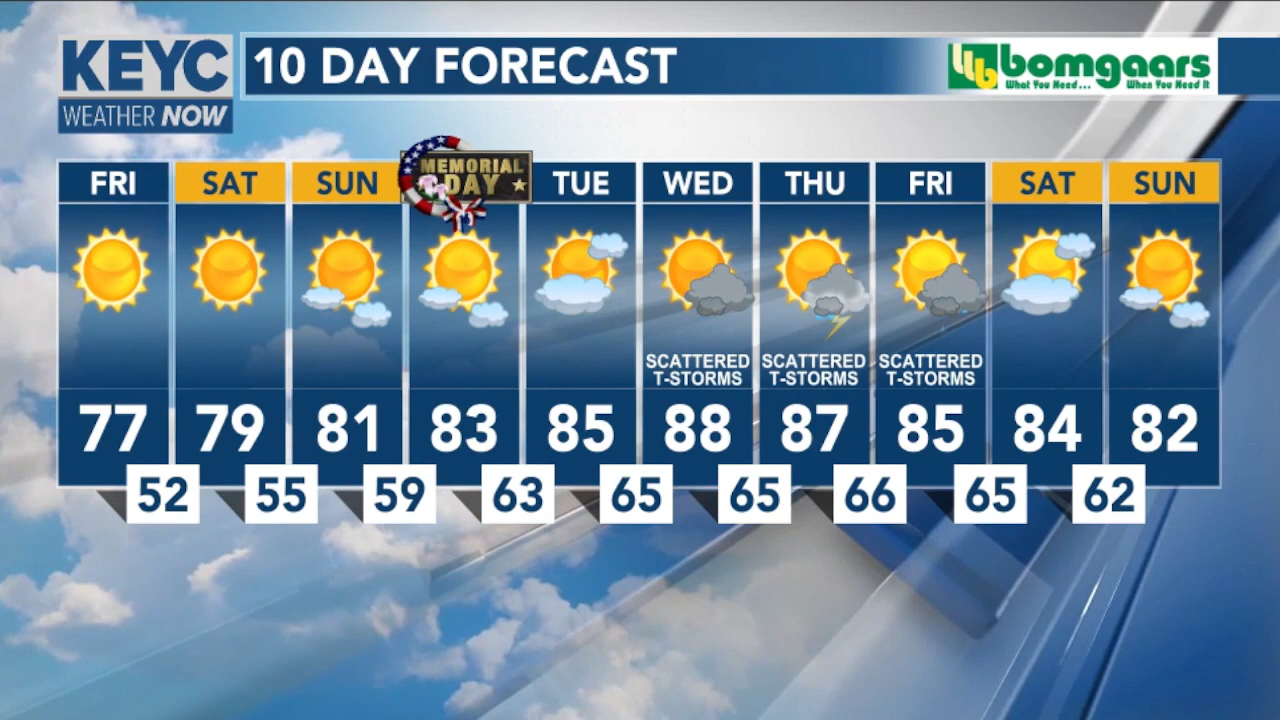 KEYC
WEATHER NOW
10 DAY FORECAST
bomgaars
What You Need... When You Need It
FRI SAT SUN MEMORIAL DAY TUE WED THU FRI SAT SUN
SCATTERED T-STORMS SCATTERED T-STORMS SCATTERED T-STORMS
77 79 81 83 85 88 87 85 84 82
52 55 59 63 65 65 66 65 62